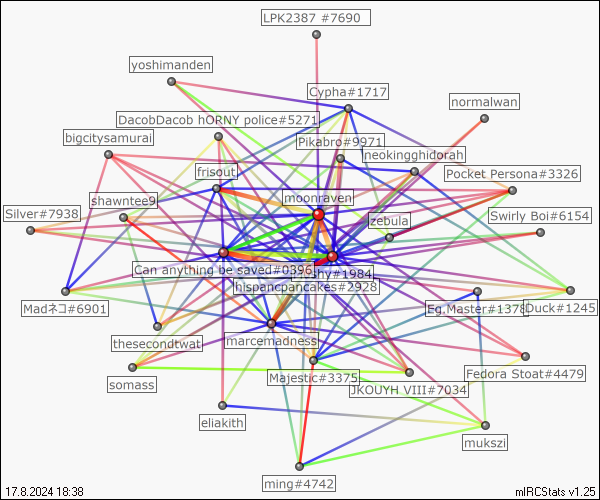 LPK2387 #7690
yoshimanden
Cypha#1717
normalwan
DacobDacob hORNY police#5271
bigcitysamurai
Pikabro#9971
neokingghidorah
frisout
Pocket Persona#3326
moonraven
shawntee9
Silver#7938
zebula
Swirly Boi#6154
Can anything be saved#0396
hispancpancakes#2928
Madネコ#6901
Eg.Master#1378
Duck#1245
thesecondtwat
marcemadness
Majestic#3375
Fedora Stoat#4479
somass
JKOUYH VIII#7034
eliakith
mukszi
ming#4742
17.8.2024 18:38
mIRCStats v1.25